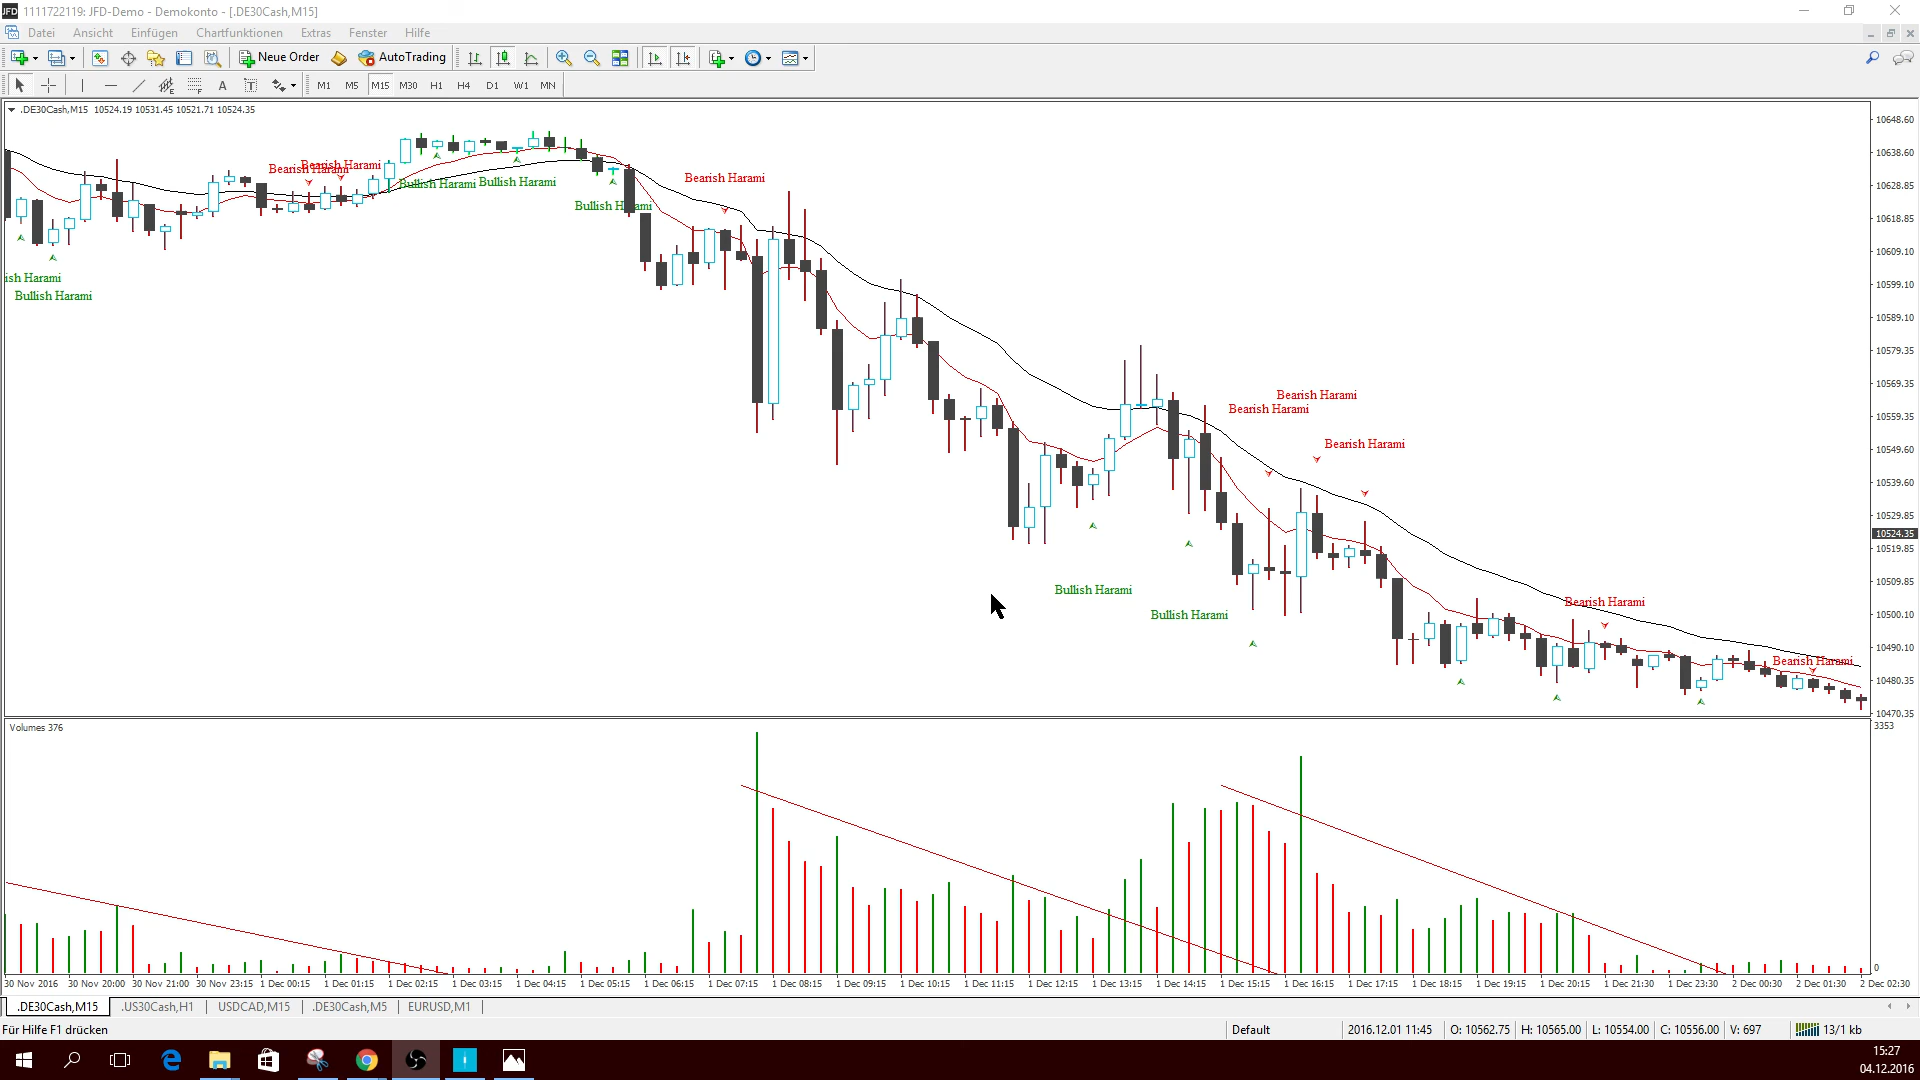 1111722119: JFD-Demo - Demokonto - [.DE30Cash,M15]
Datei Ansicht Einfügen Chartfunktionen Extras Fenster Hilfe
Neue Order AutoTrading
A T M1 M5 M15 M30 H1 H4 D1 W1 MN
.DE30Cash,M15 10524.19 10531.45 10521.71 10524.35
10648.60
10638.60
10628.85
10618.85
10609.10
10599.10
10589.10
10579.35
10569.35
10559.35
10549.60
10539.60
10529.85
10524.35
10519.85
10509.85
10500.10
10490.10
10480.35
10470.35
Bearish Harami
Bearish Harami
Bullish Harami
Bullish Harami
Bullish Harami
Bearish Harami
ish Harami
Bullish Harami
Bearish Harami
Bearish Harami
Bearish Harami
Bullish Harami
Bullish Harami
Bearish Harami
Bearish Harami
Volumes 376
3353
0
30 Nov 2016 30 Nov 20:00 30 Nov 21:00 30 Nov 23:15 1 Dec 00:15 1 Dec 01:15 1 Dec 02:15 1 Dec 03:15 1 Dec 04:15 1 Dec 05:15 1 Dec 06:15 1 Dec 07:15 1 Dec 08:15 1 Dec 09:15 1 Dec 10:15 1 Dec 11:15 1 Dec 12:15 1 Dec 13:15 1 Dec 14:15 1 Dec 15:15 1 Dec 16:15 1 Dec 17:15 1 Dec 18:15 1 Dec 19:15 1 Dec 20:15 1 Dec 21:30 1 Dec 23:30 2 Dec 00:30 2 Dec 01:30 2 Dec 02:30
.DE30Cash,M15 .US30Cash,H1 USDCAD,M15 .DE30Cash,M5 EURUSD,M1
Für Hilfe F1 drücken Default 2016.12.01 11:45 O: 10562.75 H: 10565.00 L: 10554.00 C: 10556.00 V: 697 13/1 kb
15:27
04.12.2016